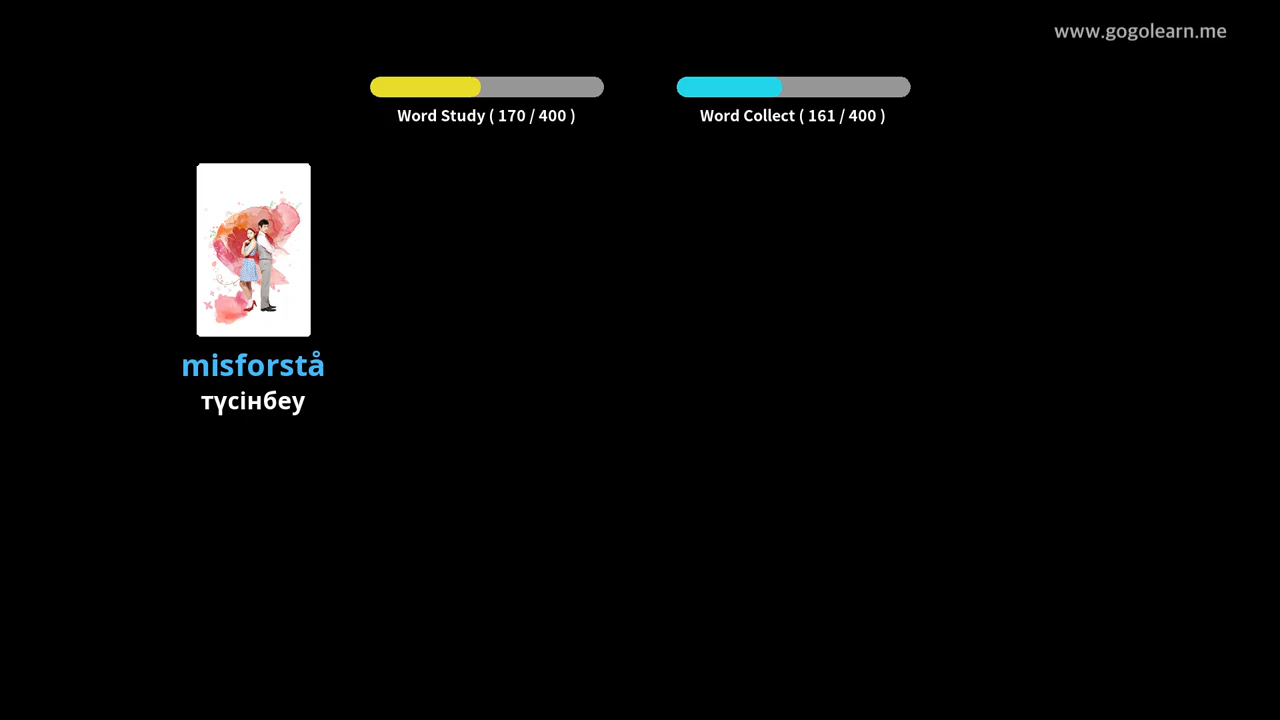 www.gogolearn.me
Word Study ( 170 / 400 )
Word Collect ( 161 / 400 )
misforstå
түсінбеу